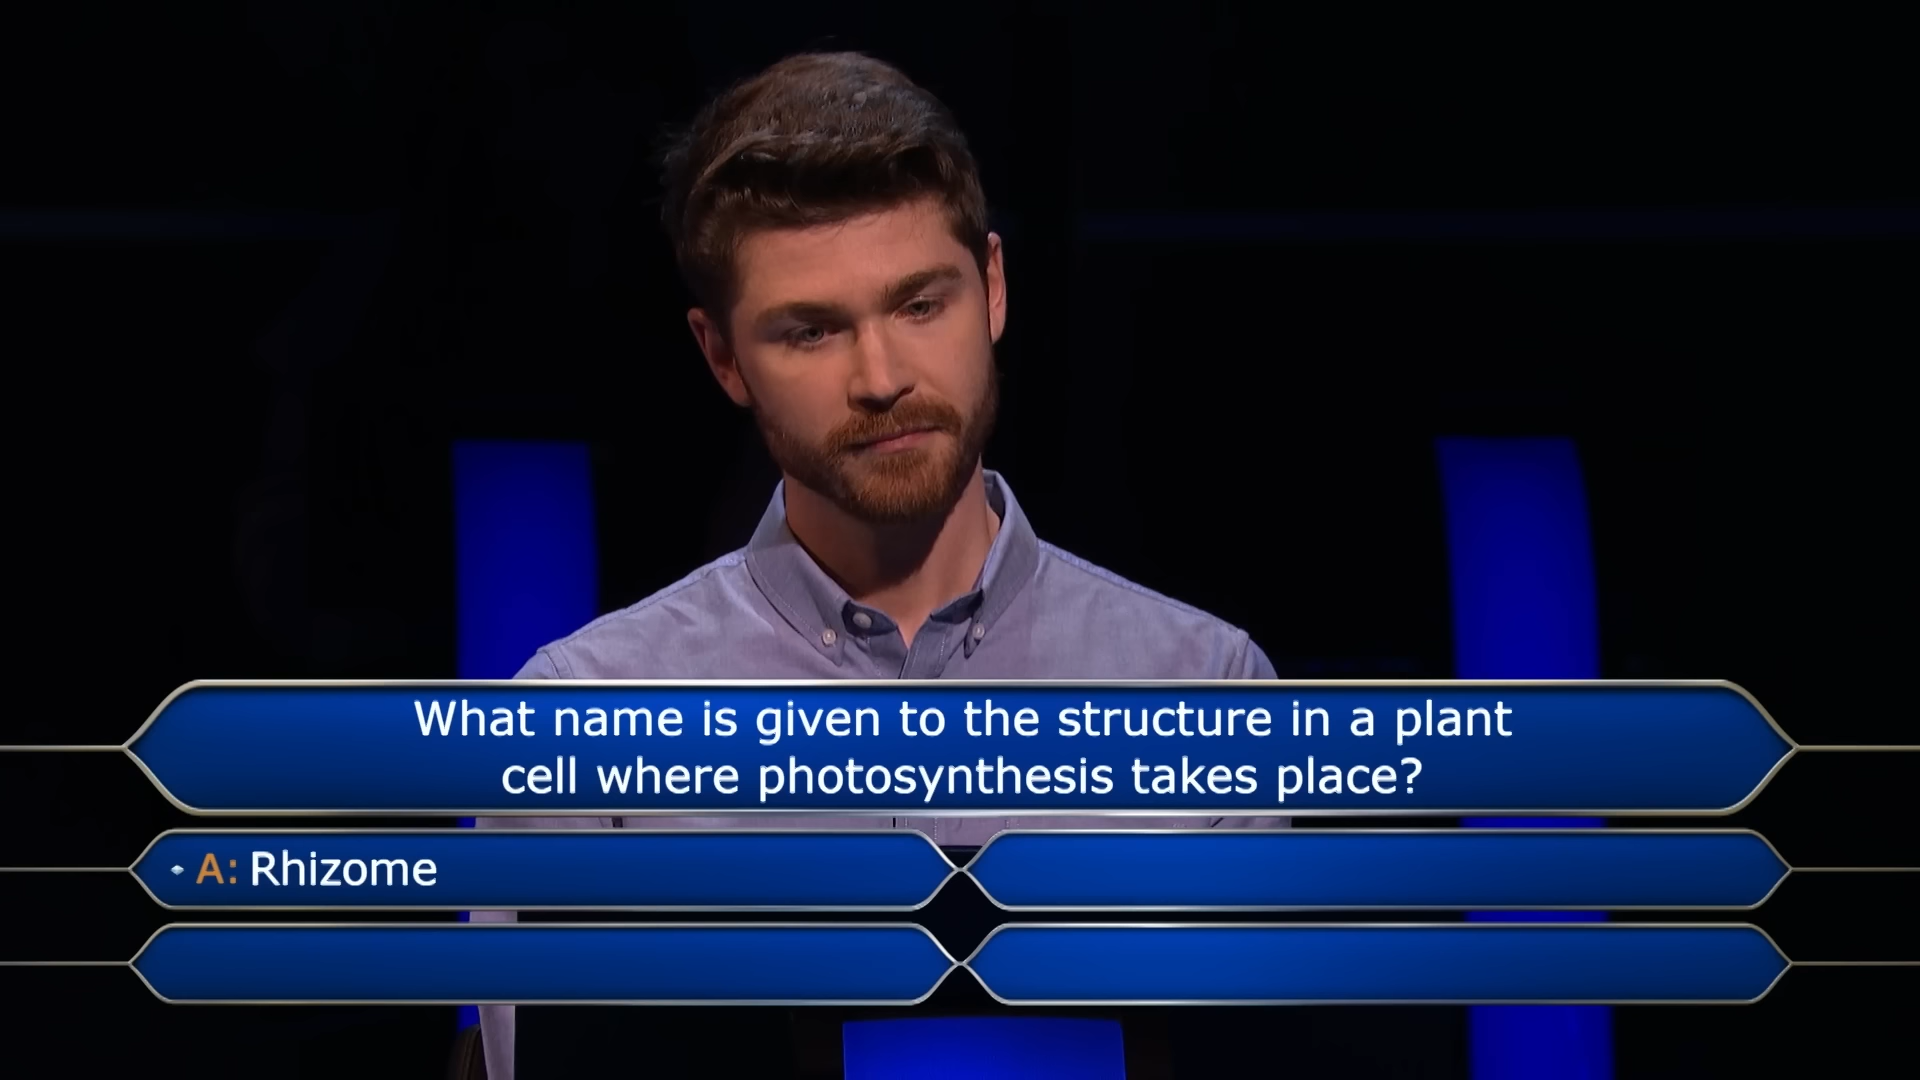 What name is given to the structure in a plant
cell where photosynthesis takes place?
A: Rhizome